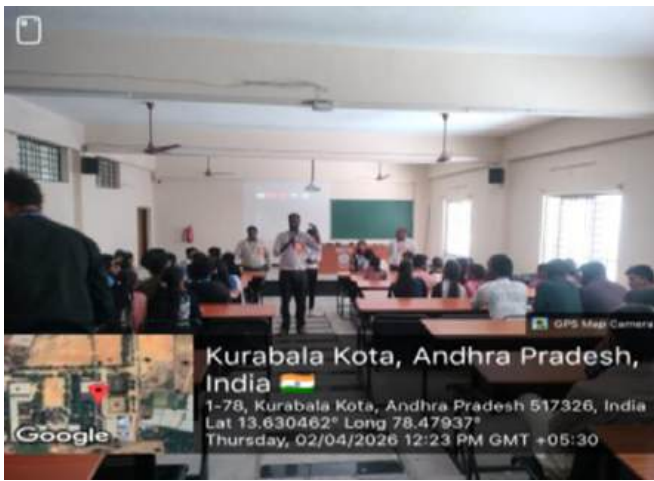 GPS Map Camera
Kurabala Kota, Andhra Pradesh,
India
1-78, Kurabala Kota, Andhra Pradesh 517326, India
Lat 13.630462° Long 78.47937°
Thursday, 02/04/2026 12:23 PM GMT +05:30
Google